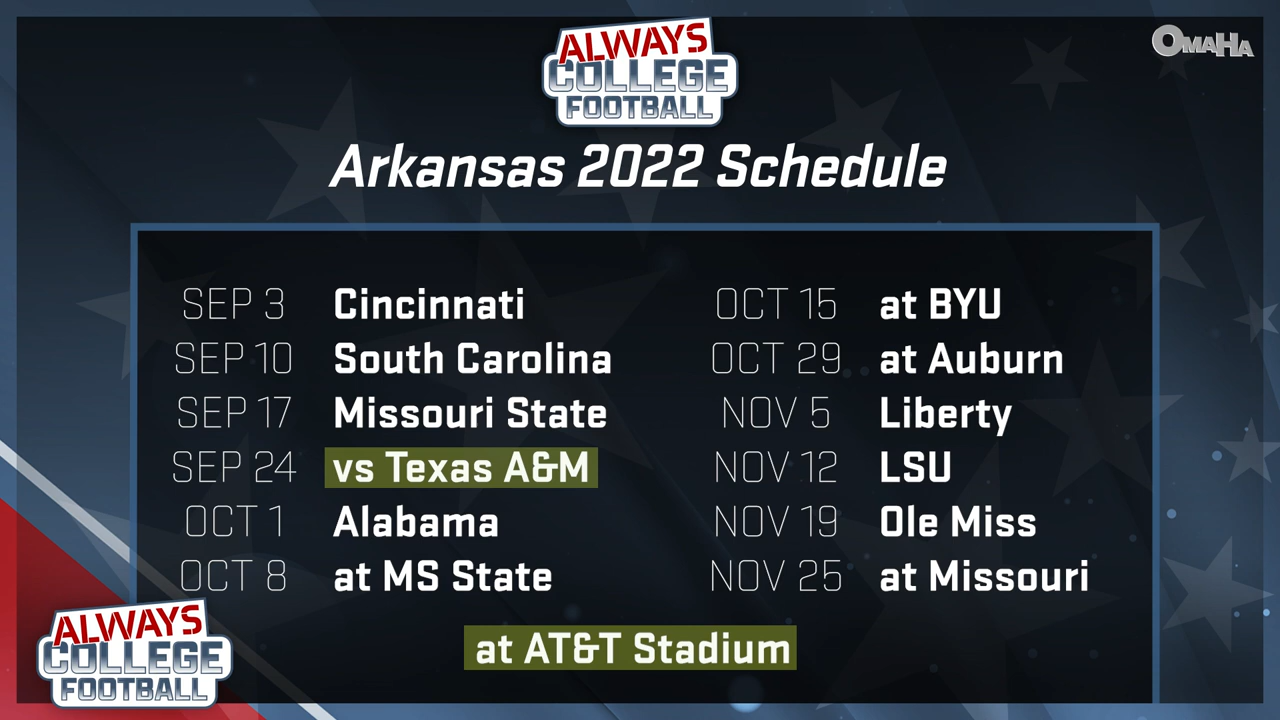 ALWAYS
COLLEGE
FOOTBALL
OMAHA
Arkansas 2022 Schedule
SEP 3 Cincinnati
SEP 10 South Carolina
SEP 17 Missouri State
SEP 24 vs Texas A&M
OCT 1 Alabama
OCT 8 at MS State
OCT 15 at BYU
OCT 29 at Auburn
NOV 5 Liberty
NOV 12 LSU
NOV 19 Ole Miss
NOV 25 at Missouri
at AT&T Stadium
ALWAYS
COLLEGE
FOOTBALL